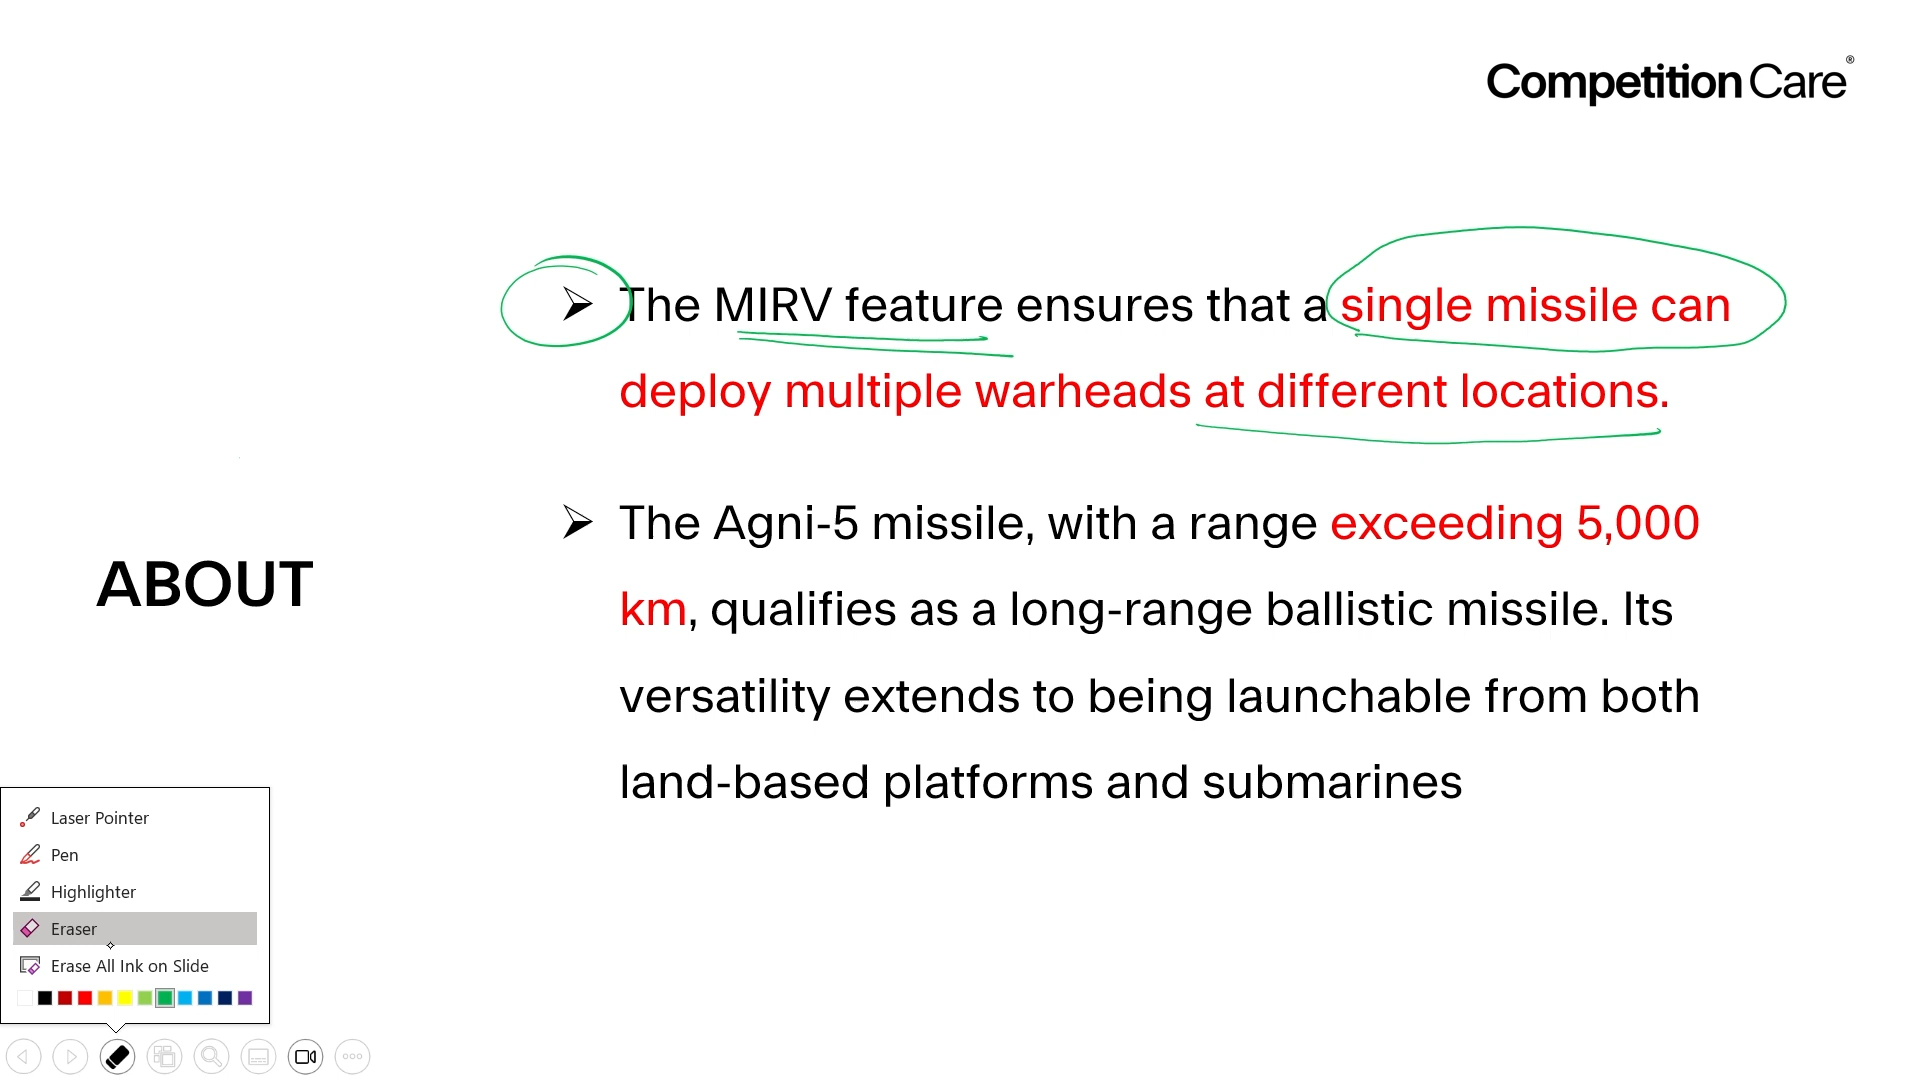 Competition Care®
The MIRV feature ensures that a single missile can
deploy multiple warheads at different locations.
The Agni-5 missile, with a range exceeding 5,000
km, qualifies as a long-range ballistic missile. Its
versatility extends to being launchable from both
land-based platforms and submarines
ABOUT
Laser Pointer
Pen
Highlighter
Eraser
Erase All Ink on Slide